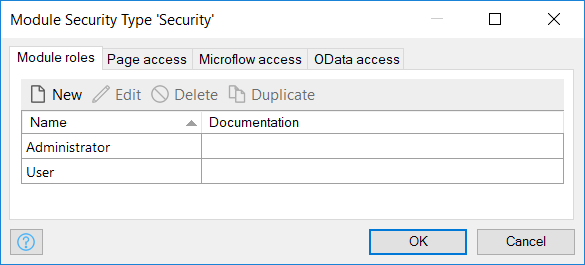 Module Security Type 'Security'
Module roles Page access Microflow access OData access
New Edit Delete Duplicate
Name Documentation
Administrator
User
? OK Cancel